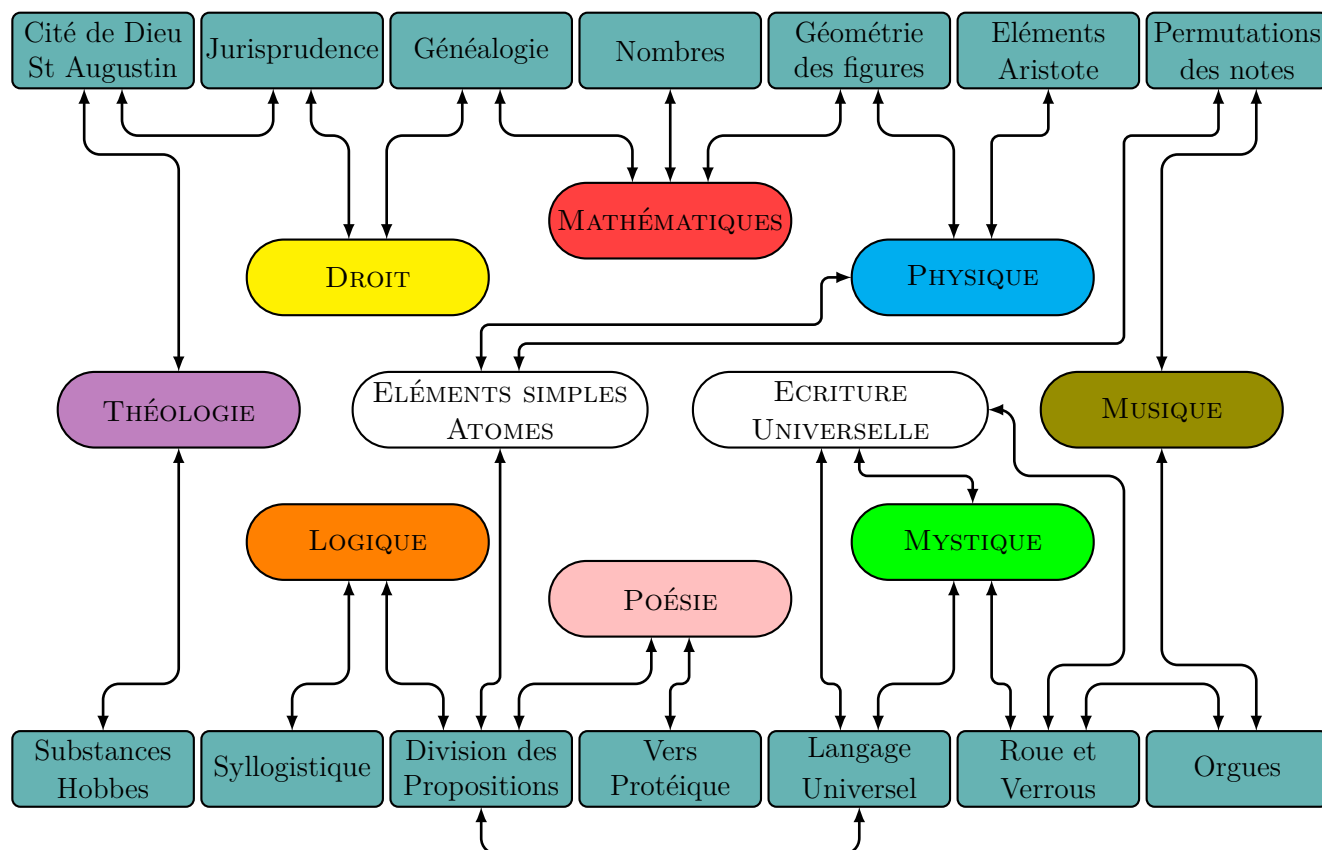 Cité de Dieu
St Augustin
Jurisprudence
Généalogie
Nombres
Géométrie
des figures
Eléments
Aristote
Permutations
des notes
Mathématiques
Droit
Physique
Théologie
Eléments simples
Atomes
Ecriture
Universelle
Musique
Logique
Mystique
Poésie
Substances
Hobbes
Syllogistique
Division des
Propositions
Vers
Protéique
Langage
Universel
Roue et
Verrous
Orgues